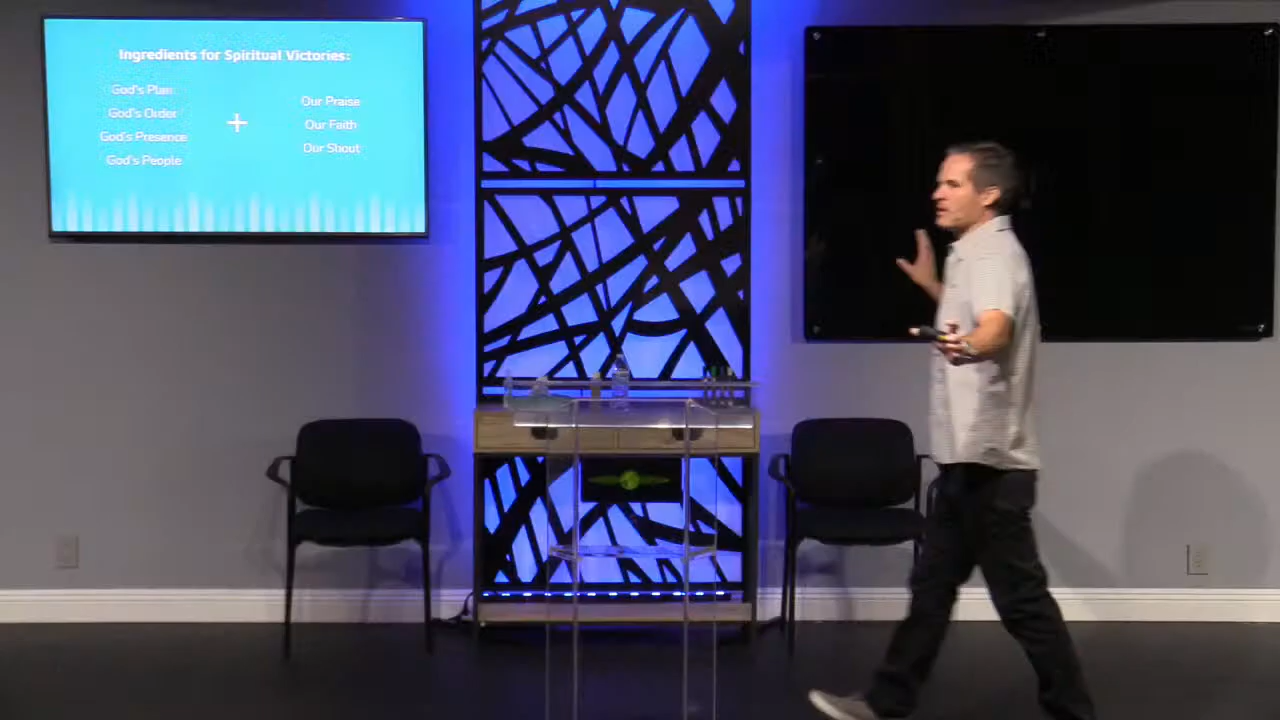 Ingredients for Spiritual Victories:
God's Plan
God's Order
God's Presence
God's People
+
Our Praise
Our Faith
Our Shout